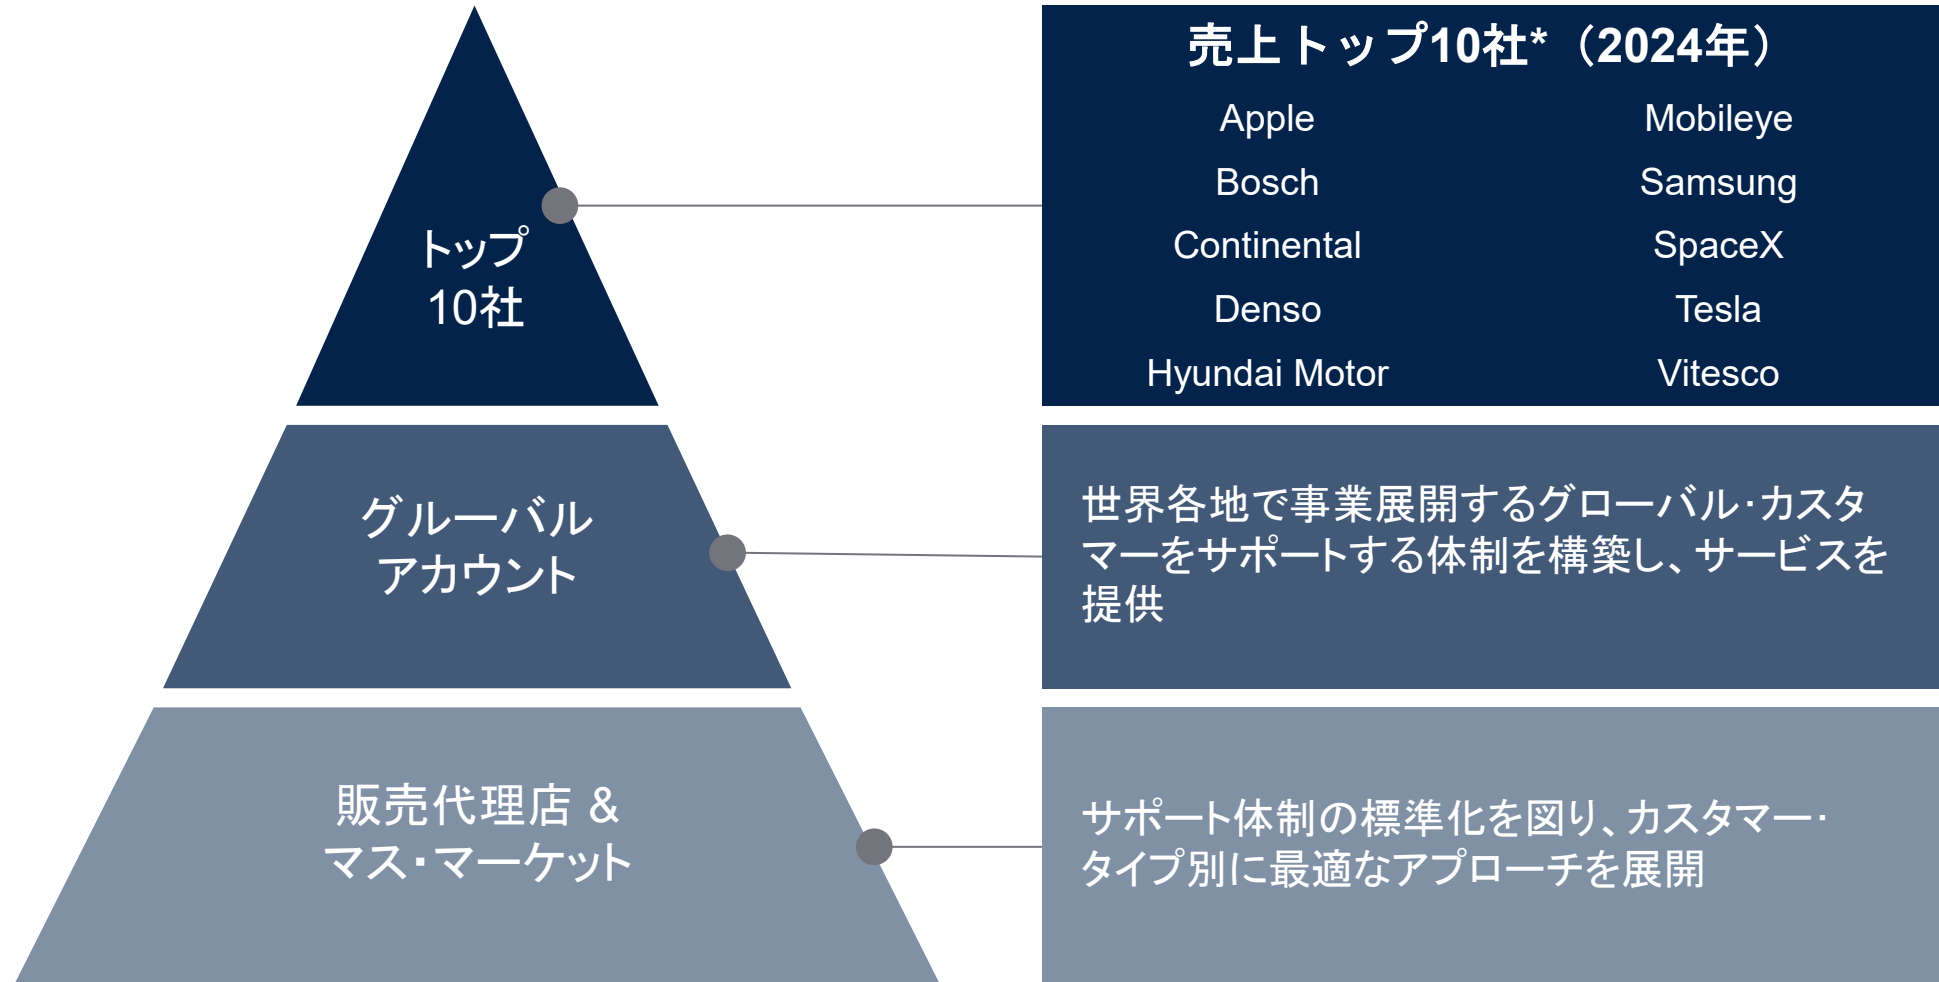 トップ
10社
売上トップ10社*（2024年）
Apple
Bosch
Continental
Denso
Hyundai Motor
Mobileye
Samsung
SpaceX
Tesla
Vitesco
グルーバル
アカウント
世界各地で事業展開するグローバル・カスタ
マーをサポートする体制を構築し、サービスを
提供
販売代理店 &
マス・マーケット
サポート体制の標準化を図り、カスタマー・
タイプ別に最適なアプローチを展開